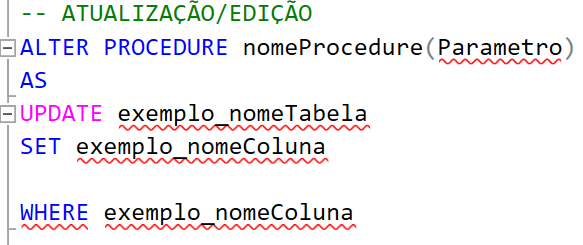 -- ATUALIZAÇÃO/EDIÇÃO
ALTER PROCEDURE nomeProcedure(Parametro)
AS
UPDATE exemplo_nomeTabela
SET exemplo_nomeColuna
WHERE exemplo_nomeColuna